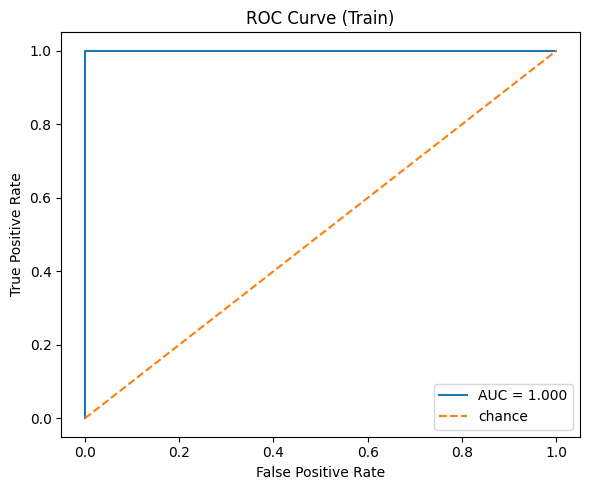 ROC Curve (Train)
True Positive Rate
1.0
0.8
0.6
0.4
0.2
0.0
AUC = 1.000
chance
0.0 0.2 0.4 0.6 0.8 1.0
False Positive Rate